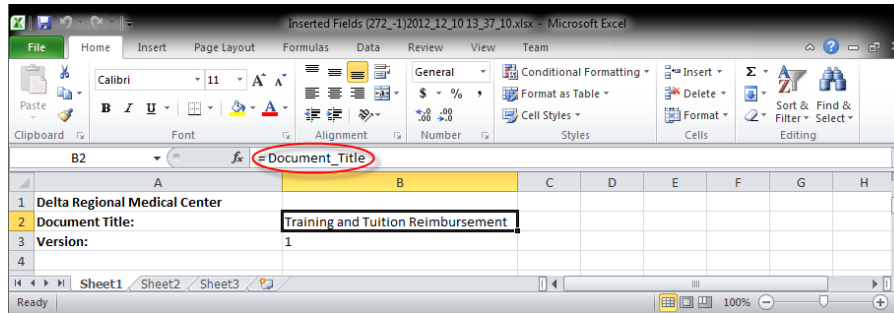 Inserted Fields (272_-1)2012_12_10 13_37_10.xlsx - Microsoft Excel
File Home Insert Page Layout Formulas Data Review View Team
Paste
Calibri 11 A A
B I U A
General
$ % ,
Conditional Formatting
Format as Table
Cell Styles
Insert
Delete
Format
Σ
Sort & Filter
Find & Select
Clipboard Font Alignment Number Styles Cells Editing
B2 fx =Document_Title
A B C D E F G H
1 Delta Regional Medical Center
2 Document Title: Training and Tuition Reimbursement
3 Version: 1
4
Sheet1 Sheet2 Sheet3
Ready 100%